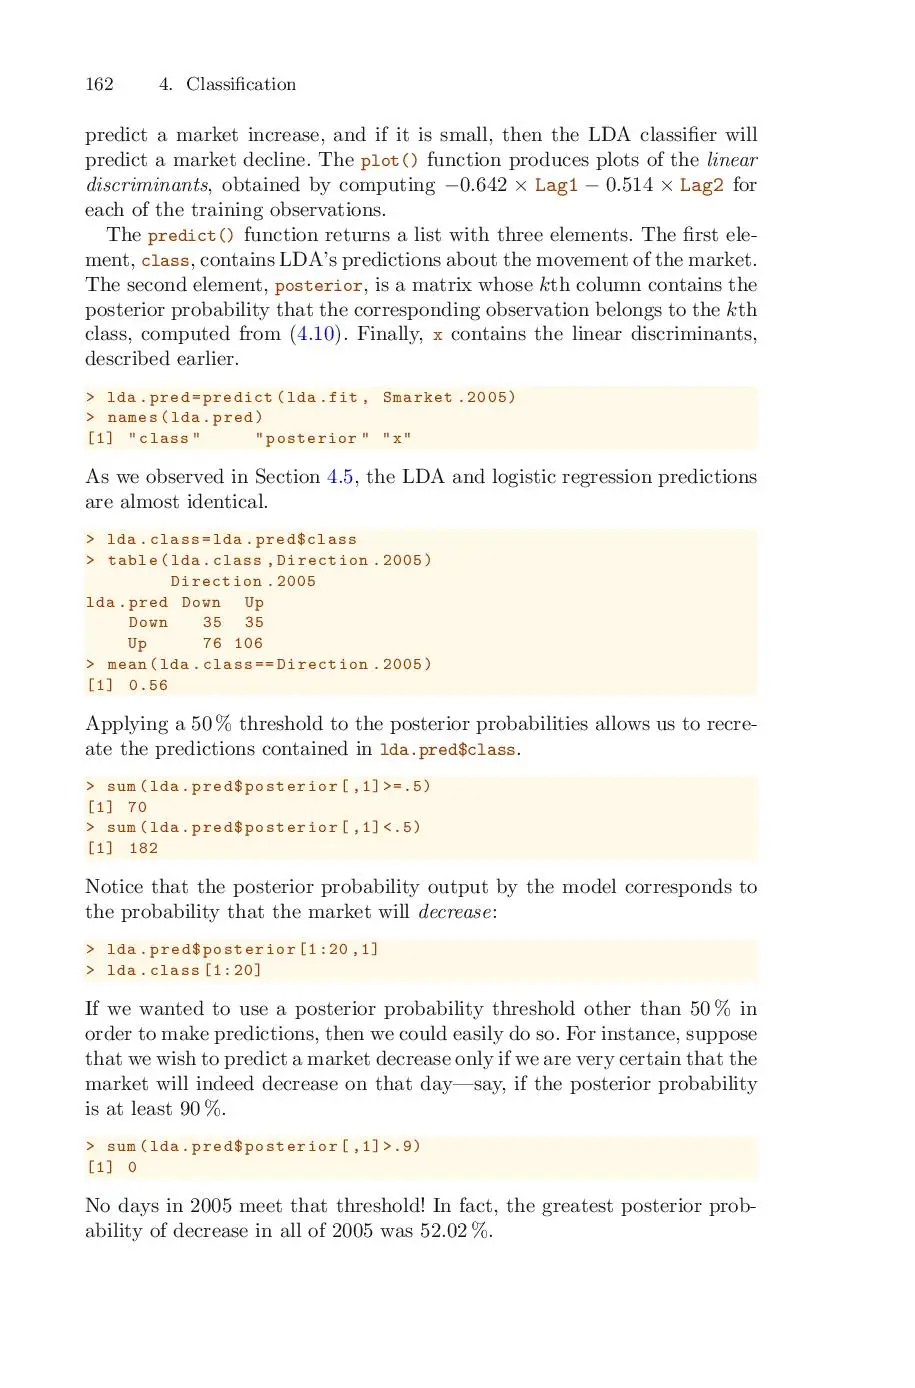 162 4. Classification
predict a market increase, and if it is small, then the LDA classifier will
predict a market decline. The plot() function produces plots of the linear
discriminants, obtained by computing −0.642 × Lag1 − 0.514 × Lag2 for
each of the training observations.
The predict() function returns a list with three elements. The first ele-
ment, class, contains LDA's predictions about the movement of the market.
The second element, posterior, is a matrix whose kth column contains the
posterior probability that the corresponding observation belongs to the kth
class, computed from (4.10). Finally, x contains the linear discriminants,
described earlier.
> lda.pred=predict(lda.fit, Smarket.2005)
> names(lda.pred)
[1] "class" "posterior" "x"
As we observed in Section 4.5, the LDA and logistic regression predictions
are almost identical.
> lda.class=lda.pred$class
> table(lda.class,Direction.2005)
Direction.2005
lda.pred Down Up
Down 35 35
Up 76 106
> mean(lda.class==Direction.2005)
[1] 0.56
Applying a 50 % threshold to the posterior probabilities allows us to recre-
ate the predictions contained in lda.pred$class.
> sum(lda.pred$posterior[,1]>=.5)
[1] 70
> sum(lda.pred$posterior[,1]<.5)
[1] 182
Notice that the posterior probability output by the model corresponds to
the probability that the market will decrease:
> lda.pred$posterior[1:20,1]
> lda.class[1:20]
If we wanted to use a posterior probability threshold other than 50 % in
order to make predictions, then we could easily do so. For instance, suppose
that we wish to predict a market decrease only if we are very certain that the
market will indeed decrease on that day—say, if the posterior probability
is at least 90 %.
> sum(lda.pred$posterior[,1]>.9)
[1] 0
No days in 2005 meet that threshold! In fact, the greatest posterior prob-
ability of decrease in all of 2005 was 52.02 %.